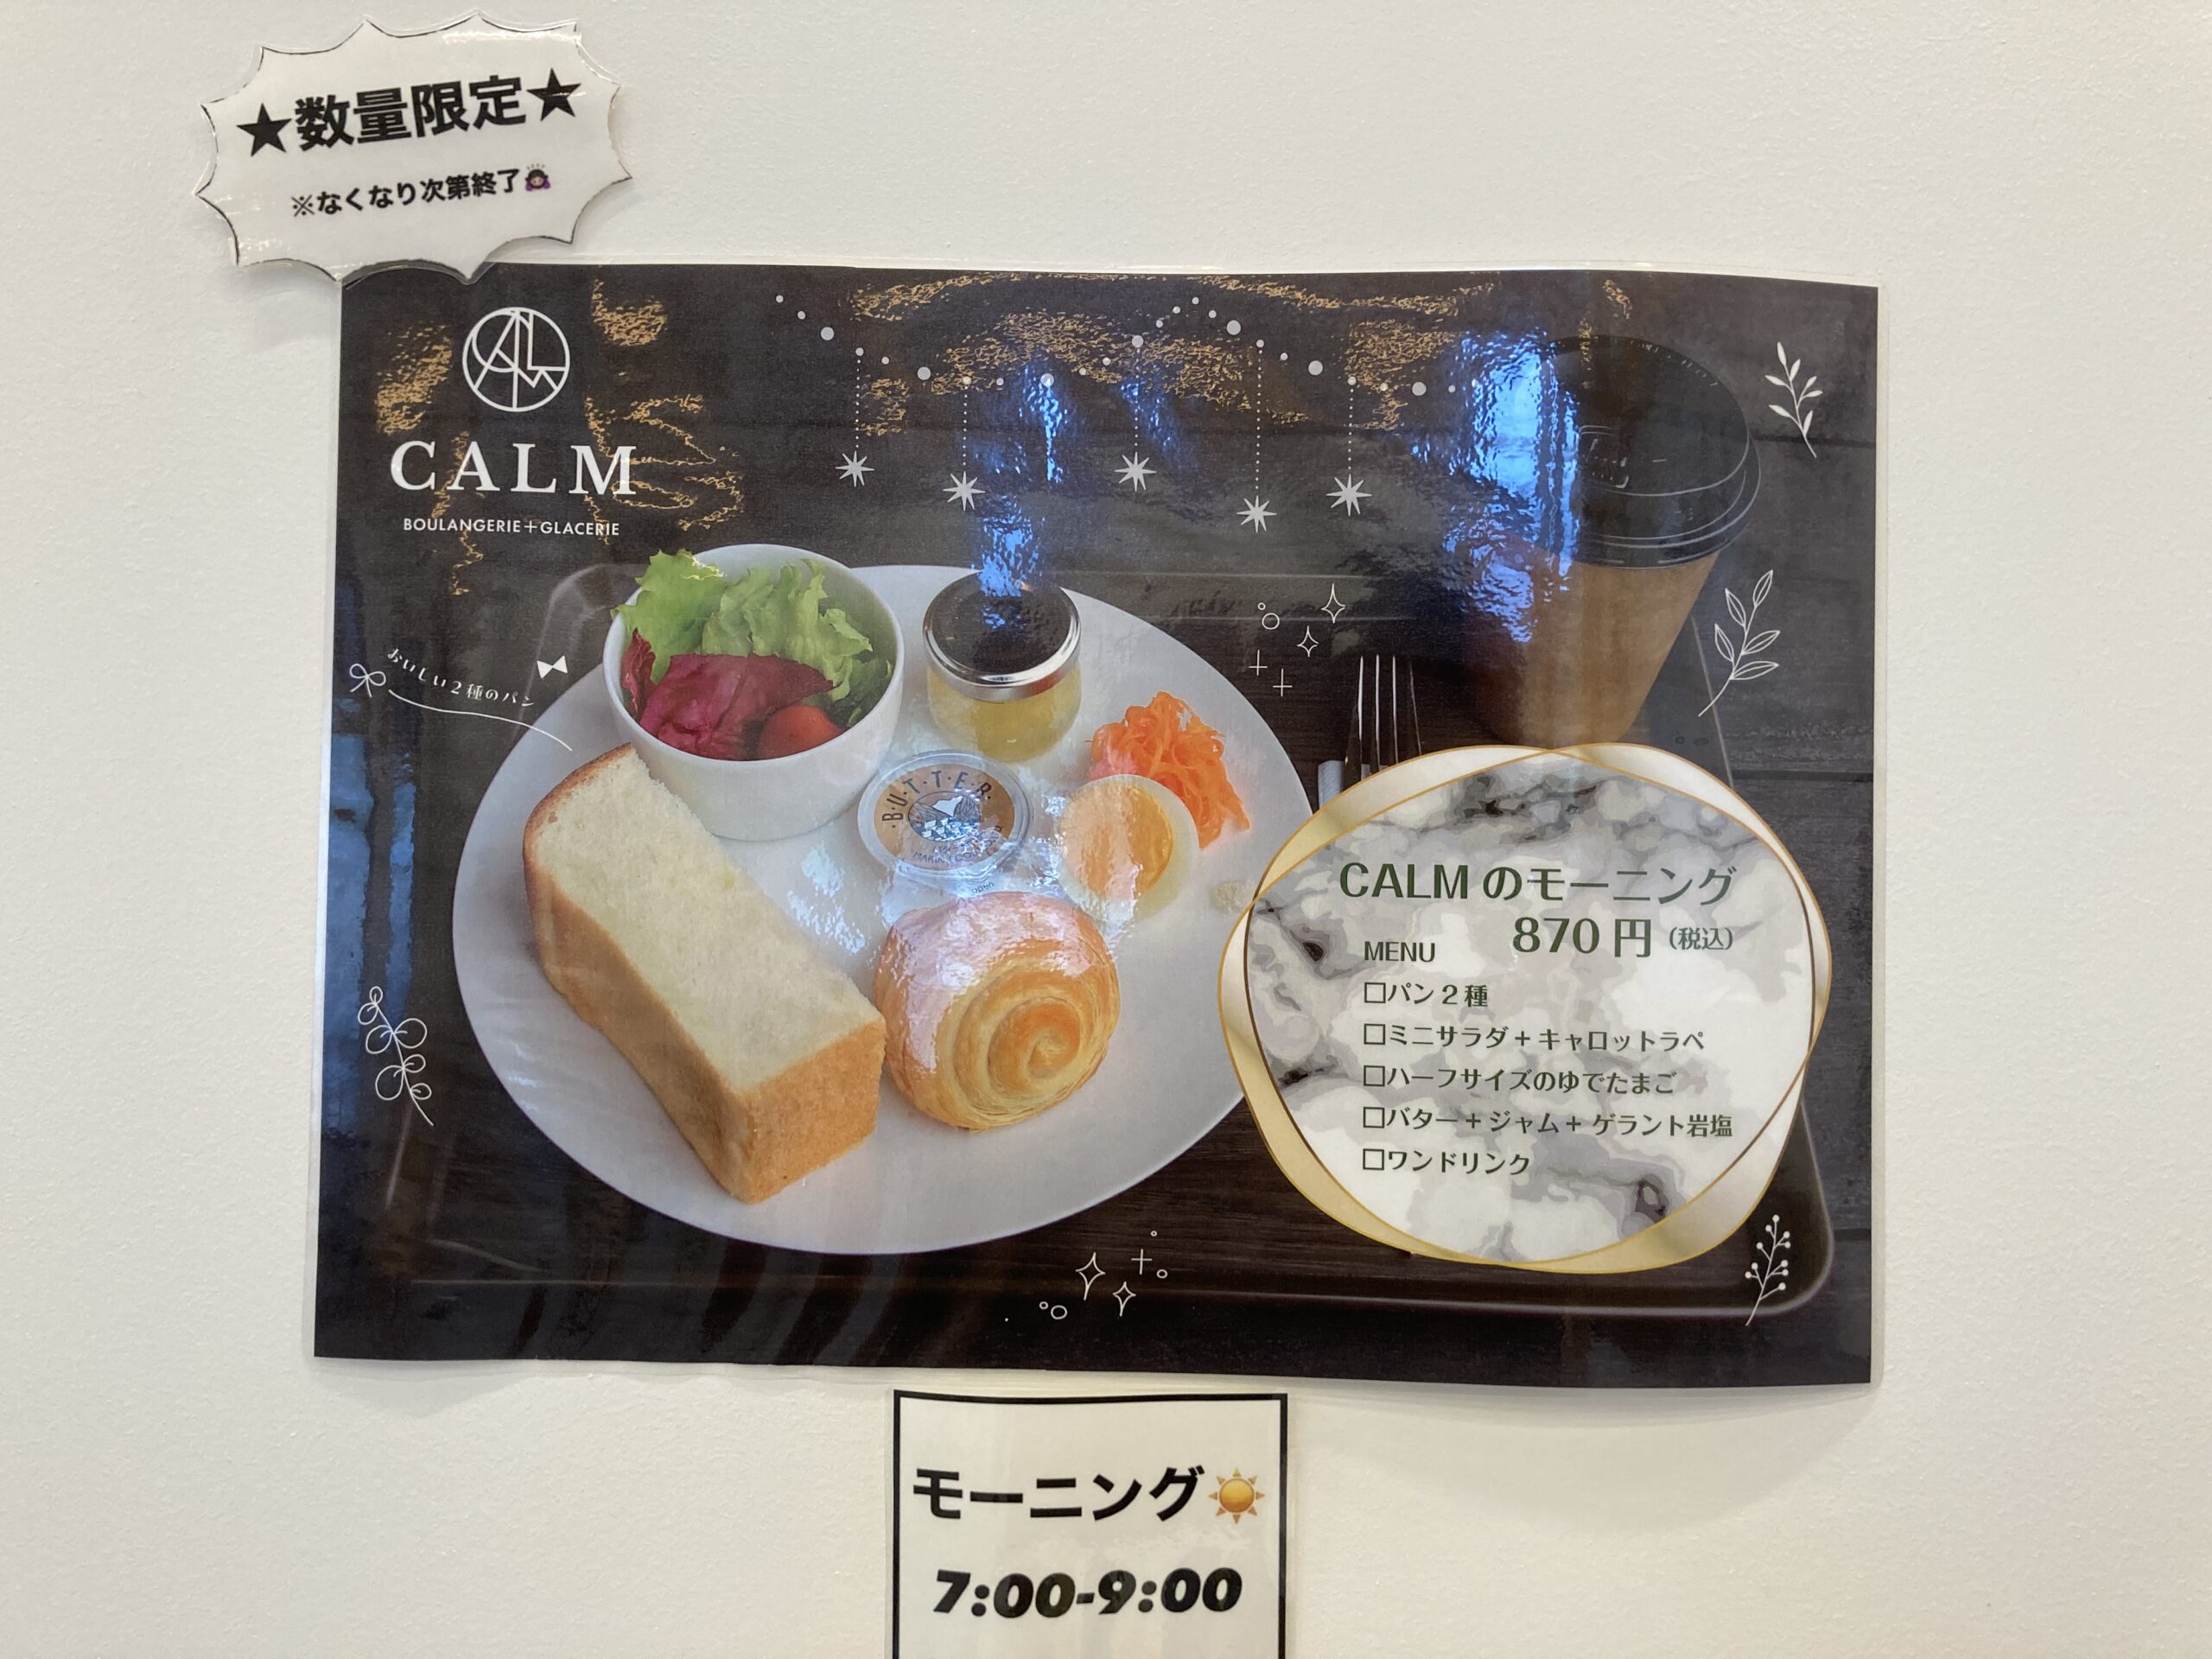 ★数量限定★
※なくなり次第終了🙇
CALM
BOULANGERIE+GLACERIE
おいしい2種のパン
BUTTER
CALMのモーニング
870円(税込)
MENU
□パン2種
□ミニサラダ+キャロットラペ
□ハーフサイズのゆでたまご
□バター+ジャム+ゲラント岩塩
□ワンドリンク
モーニング☀
7:00-9:00